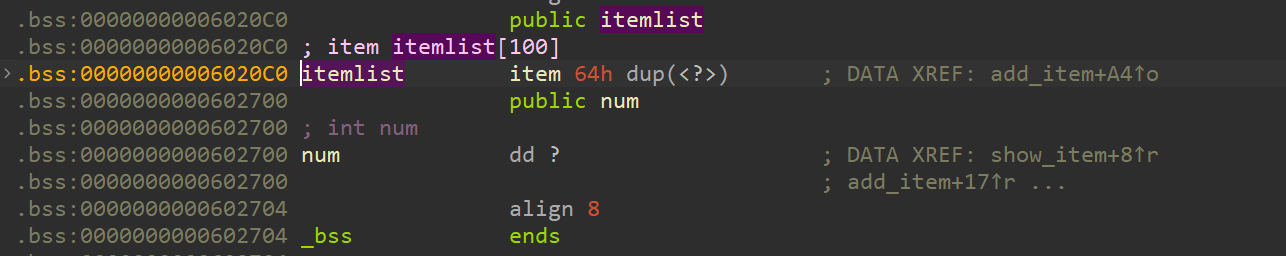 .bss:00000000006020C0 public itemlist
.bss:00000000006020C0 ; item itemlist[100]
.bss:00000000006020C0 itemlist item 64h dup(<?>) ; DATA XREF: add_item+A4↑o
.bss:0000000000602700 public num
.bss:0000000000602700 ; int num
.bss:0000000000602700 num dd ? ; DATA XREF: show_item+8↑r
.bss:0000000000602700 ; add_item+17↑r ...
.bss:0000000000602704 align 8
.bss:0000000000602704 _bss ends